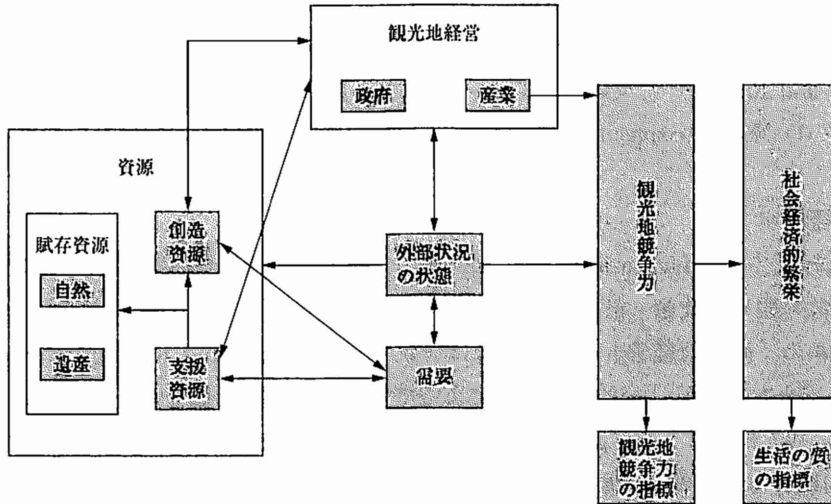 観光地経営
政府
産業
資源
賦存資源
自然
遺産
創造
資源
支援
資源
外部状況
の状態
需要
観光地競争力
社会経済的繁栄
観光地
競争力
の指標
生活の質
の指標